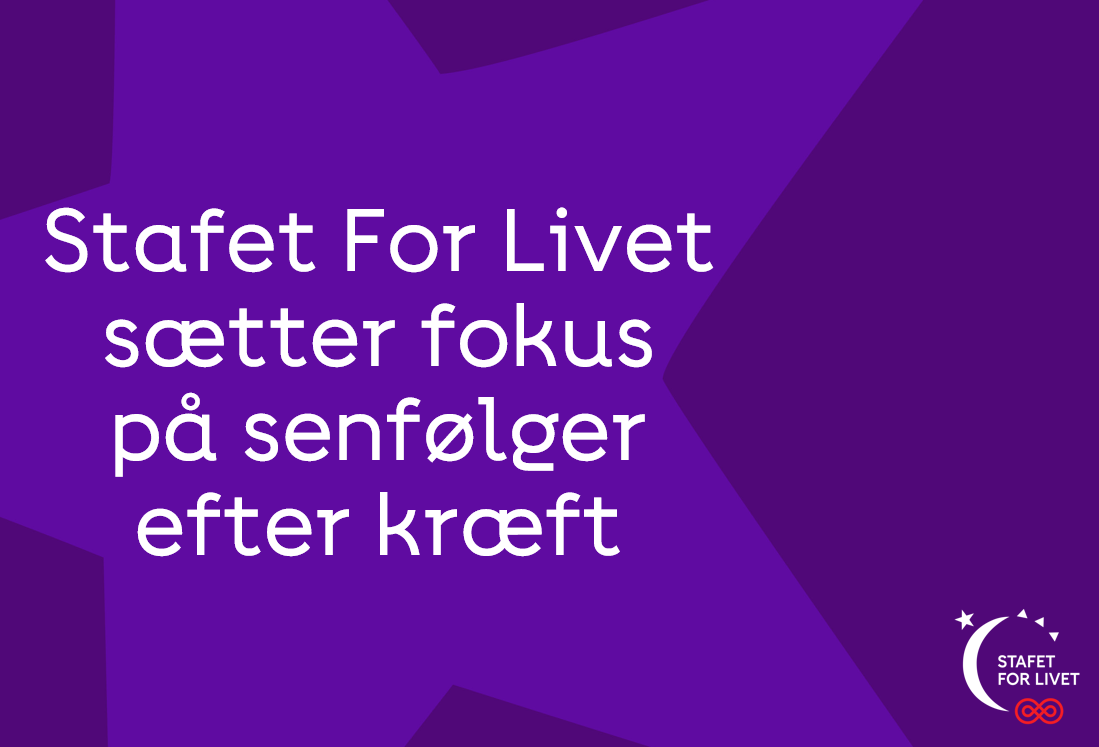 Stafet For Livet
sætter fokus
på senfølger
efter kræft
STAFET
FOR LIVET